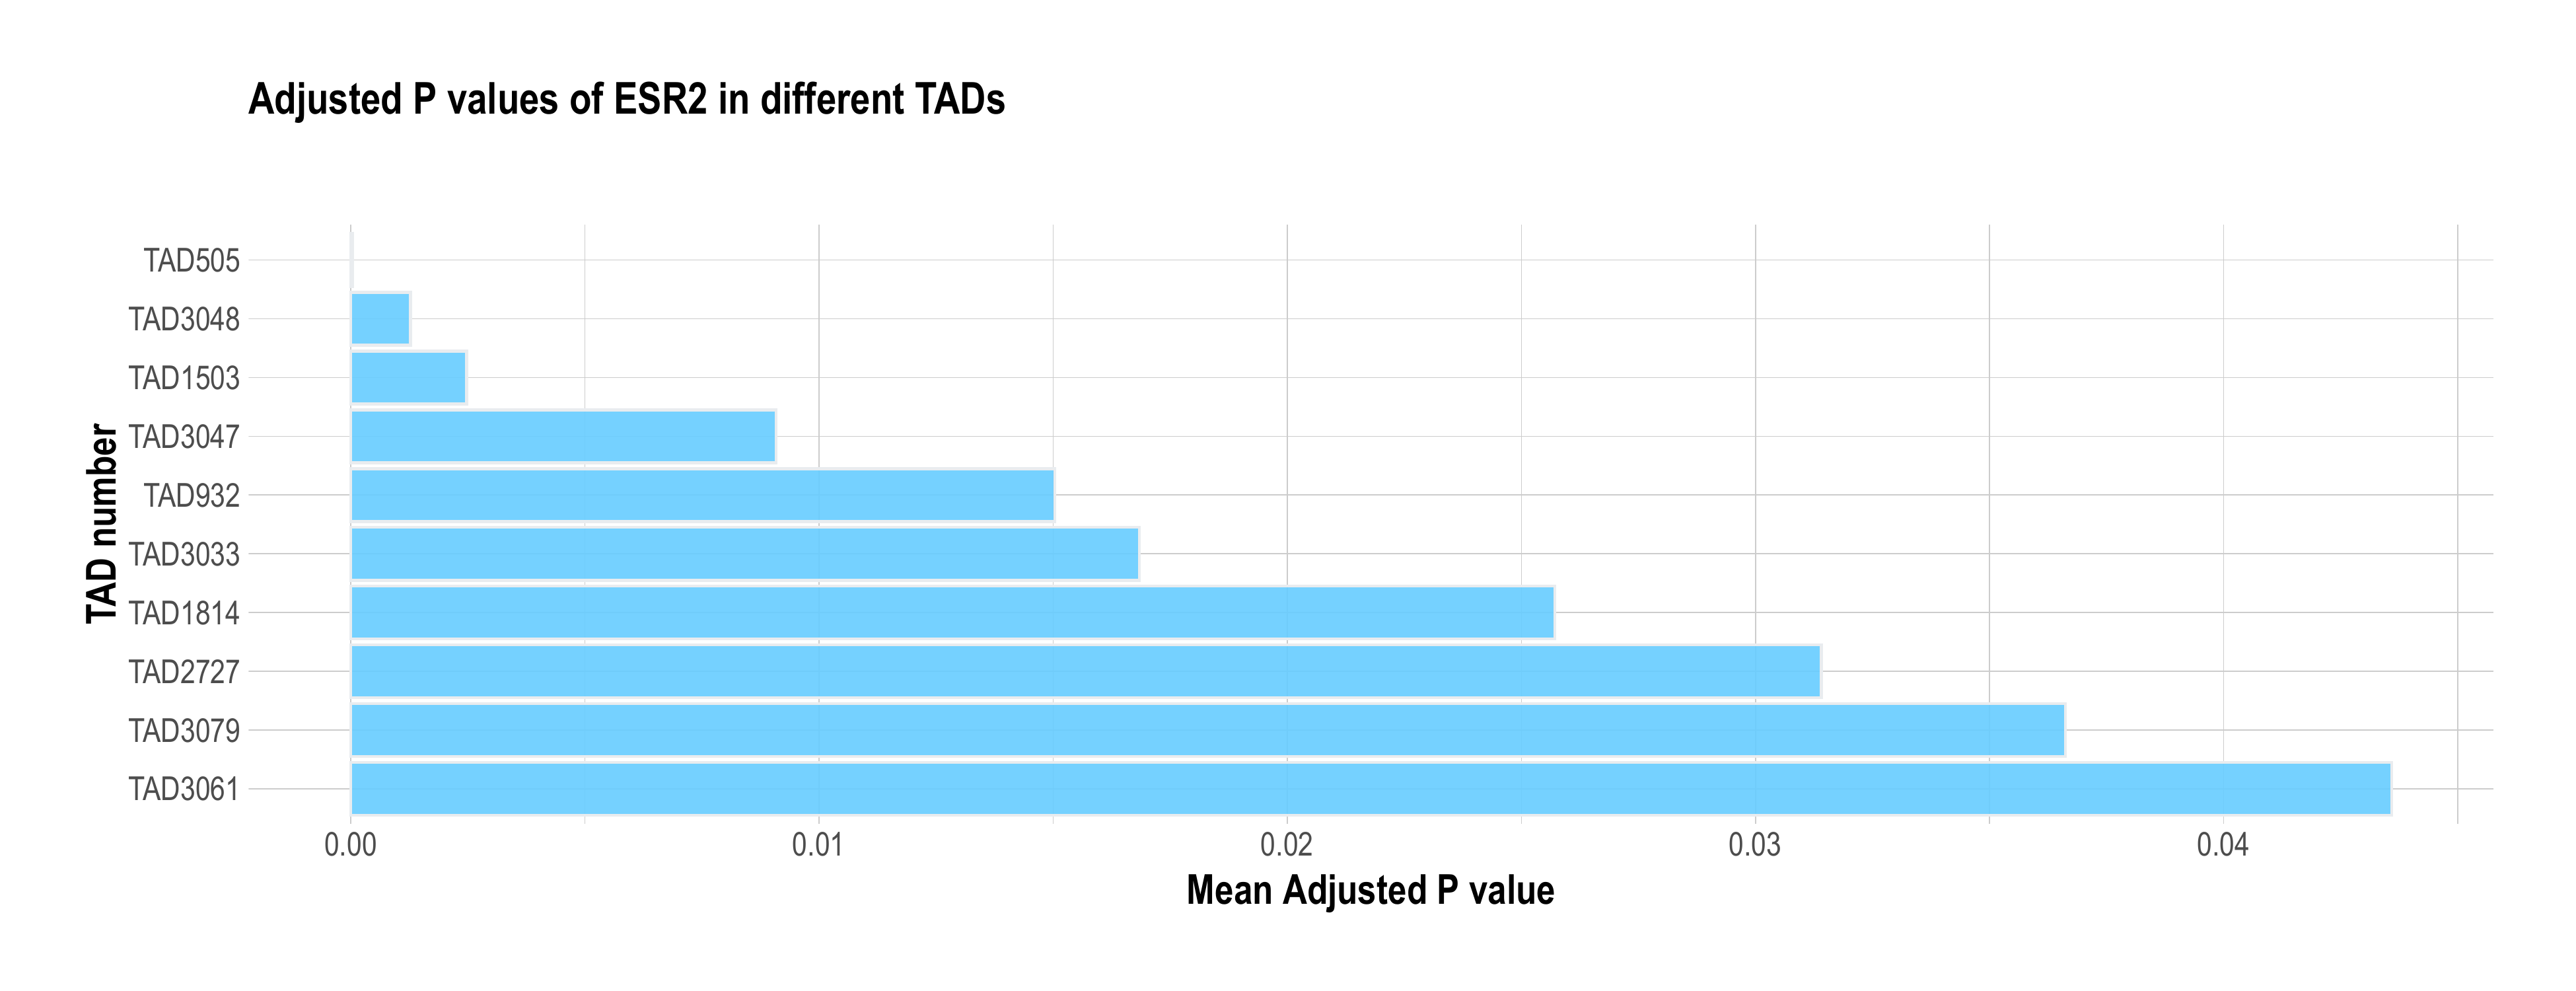 Adjusted P values of ESR2 in different TADs
TAD number
TAD505
TAD3048
TAD1503
TAD3047
TAD932
TAD3033
TAD1814
TAD2727
TAD3079
TAD3061
0.00 0.01 0.02 0.03 0.04
Mean Adjusted P value